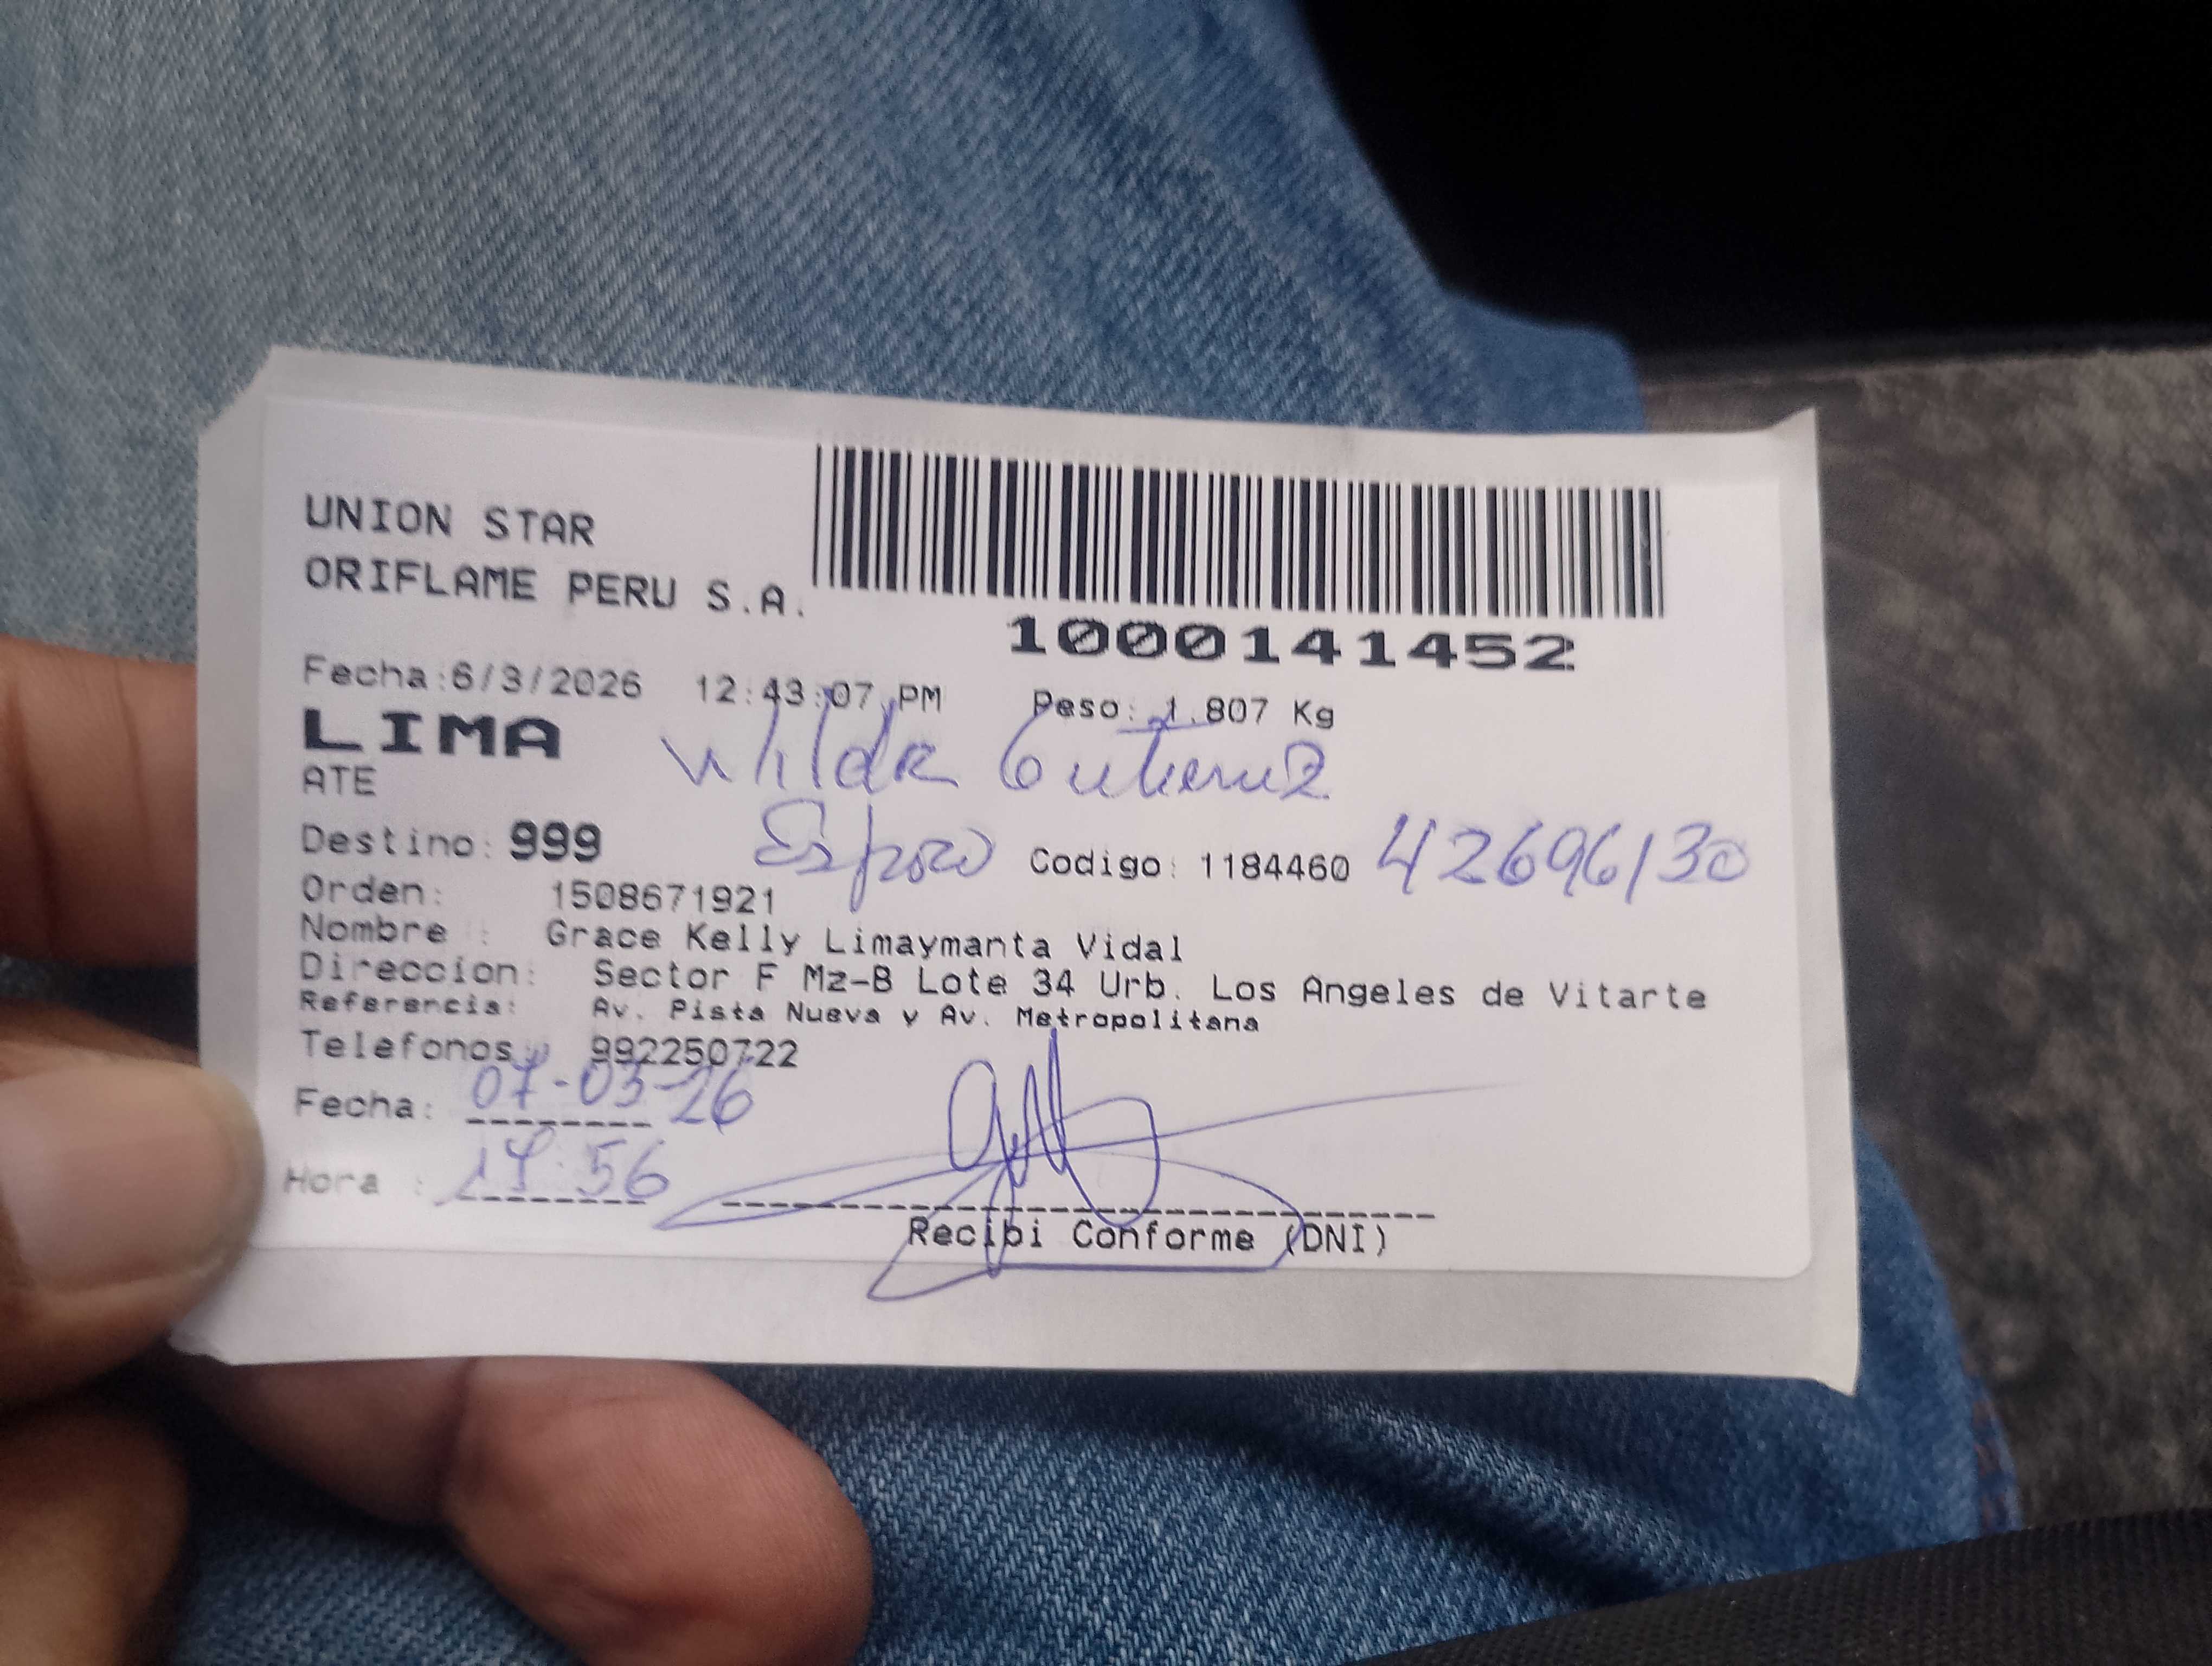 UNION STAR
ORIFLAME PERU S.A.
1000141452
Fecha:6/3/2026 12:43:07 PM Peso: 1.807 Kg
LIMA
Wilda Gutierrez
ATE
Destino: 999 Esposo Codigo: 1184460 42696130
Orden: 1508671921
Nombre : Grace Kelly Limaymanta Vidal
Direccion: Sector F Mz-B Lote 34 Urb. Los Angeles de Vitarte
Referencia: Av. Pista Nueva y Av. Metropolitana
Telefonos: 992250722
Fecha: 07-03-26
Hora : :56
Recibi Conforme (DNI)